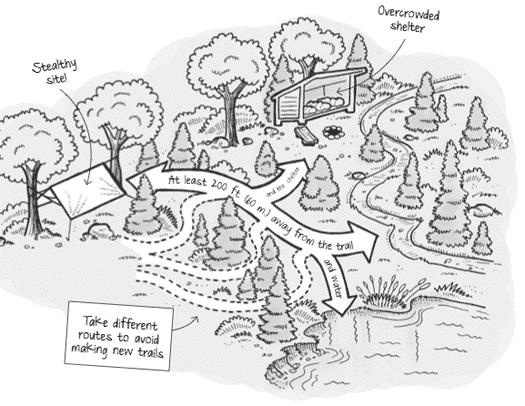 Overcrowded
shelter
Stealthy
site!
At least 200 ft (60 m) away from the trail
and the shelter
and water
Take different
routes to avoid
making new trails